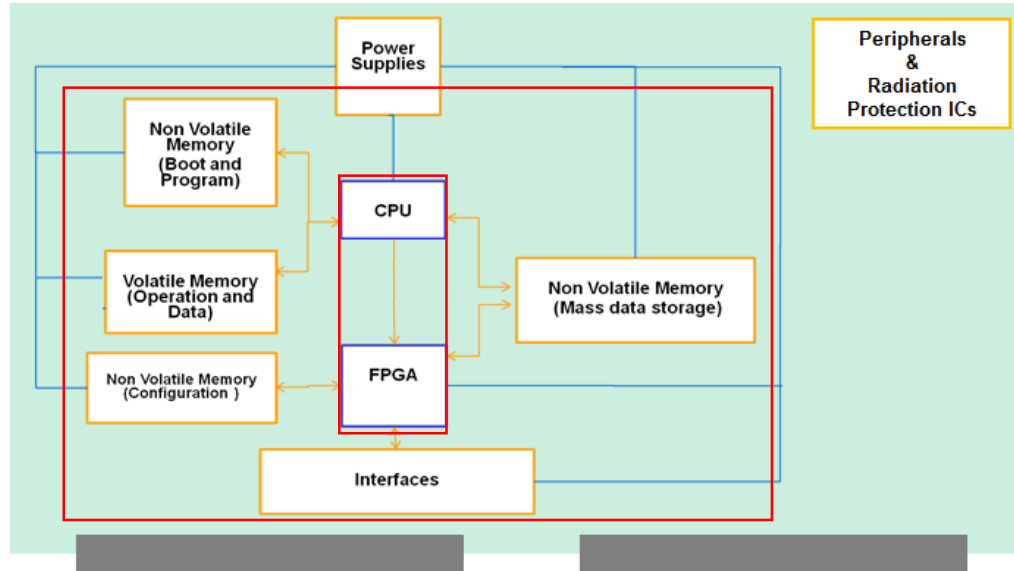 Power
Supplies
Peripherals
&
Radiation
Protection ICs
Non Volatile
Memory
(Boot and
Program)
CPU
Volatile Memory
(Operation and
Data)
Non Volatile Memory
(Mass data storage)
Non Volatile Memory
(Configuration )
FPGA
Interfaces